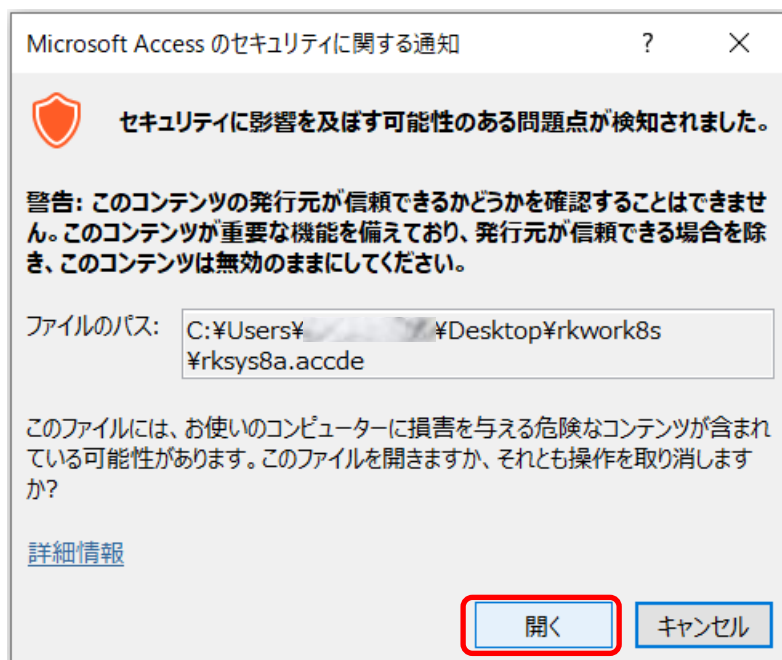 Microsoft Access のセキュリティに関する通知 ?
セキュリティに影響を及ぼす可能性のある問題点が検知されました。
警告: このコンテンツの発行元が信頼できるかどうかを確認することはできませ
ん。このコンテンツが重要な機能を備えており、発行元が信頼できる場合を除
き、このコンテンツは無効のままにしてください。
ファイルのパス: C:¥Users¥ ¥Desktop¥rkwork8s
¥rksys8a.accde
このファイルには、お使いのコンピューターに損害を与える危険なコンテンツが含まれ
ている可能性があります。このファイルを開きますか、それとも操作を取り消します
か?
詳細情報
開く キャンセル